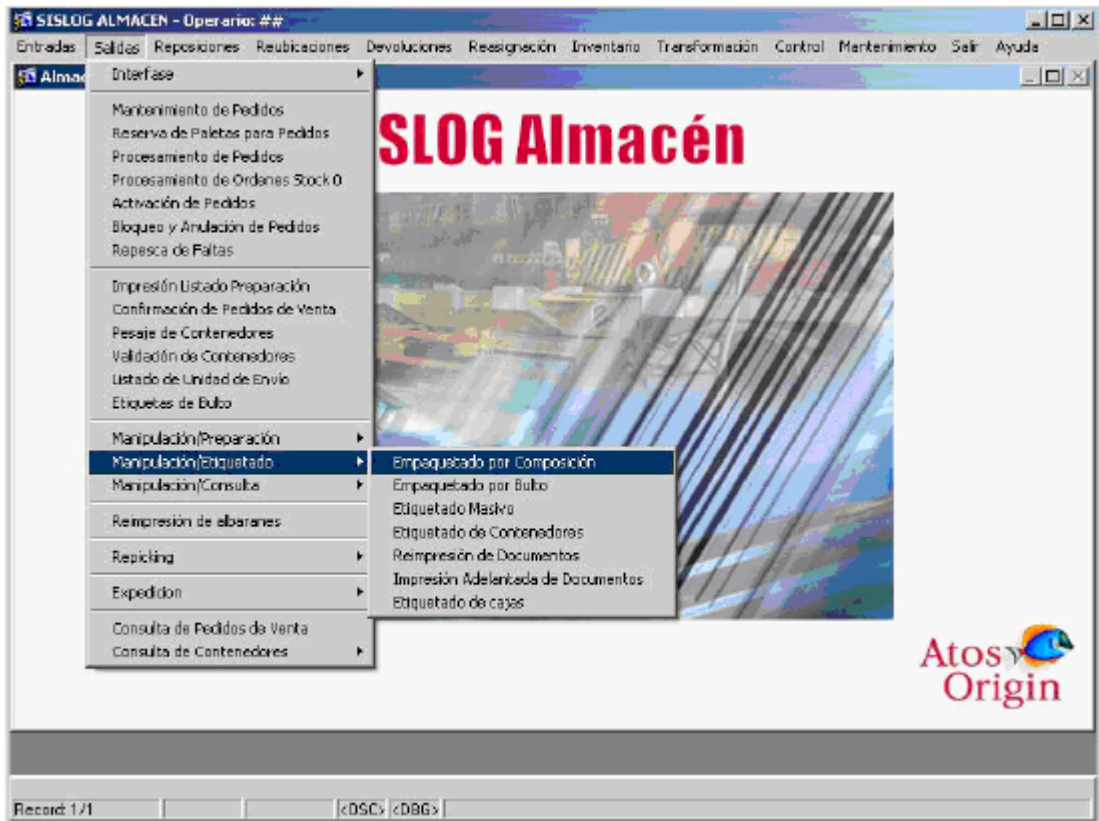 SISLOG ALMACEN - Operario: ##
Entradas Salidas Reposiciones Reubicaciones Devoluciones Reasignación Inventario Transformación Control Mantenimiento Salir Ayuda
Almac
SLOG Almacén
Interfase
Mantenimiento de Pedidos
Reserva de Paletas para Pedidos
Procesamiento de Pedidos
Procesamiento de Ordenes Stock 0
Activación de Pedidos
Bloqueo y Anulación de Pedidos
Repesca de Faltas
Impresión Listado Preparación
Confirmación de Pedidos de Venta
Pesaje de Contenedores
Validación de Contenedores
Listado de Unidad de Envío
Etiquetas de Bulto
Manipulación/Preparación
Manipulación/Etiquetado
Manipulación/Consulta
Reimpresión de albaranes
Repicking
Expedicion
Consulta de Pedidos de Venta
Consulta de Contenedores
Empaquetado por Composición
Empaquetado por Bulto
Etiquetado Masivo
Etiquetado de Contenedores
Reimpresión de Documentos
Impresión Adelantada de Documentos
Etiquetado de cajas
Atos
Origin
Record: 1/1 <OSC> <DBG>